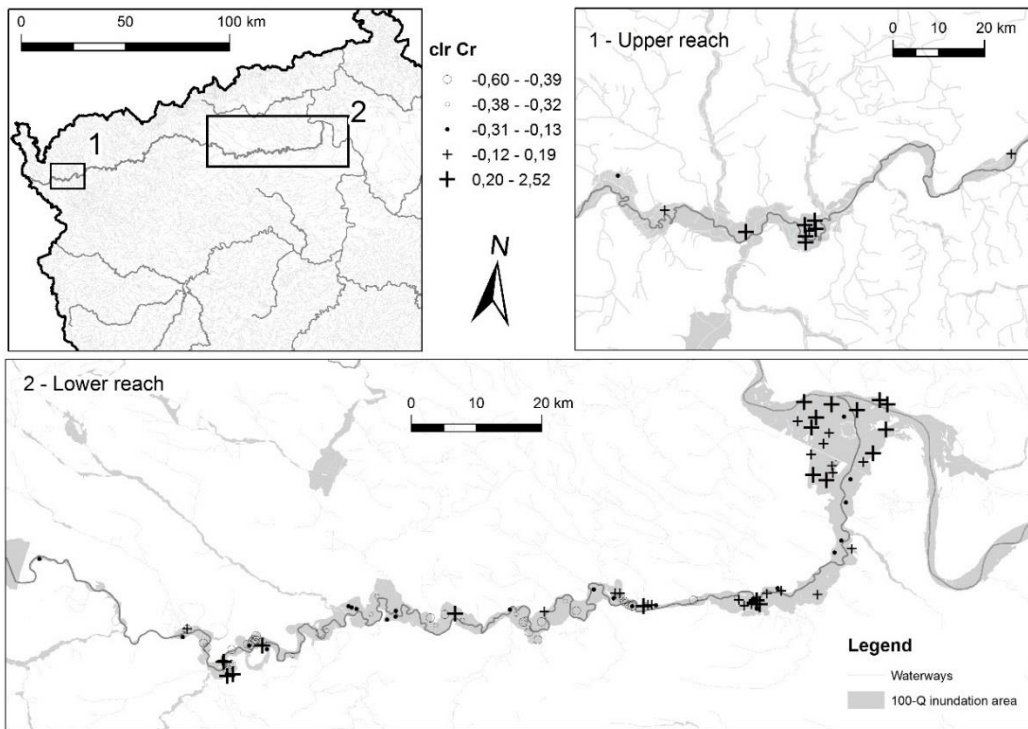 0 50 100 km
1
2
clr Cr
-0,60 - -0,39
-0,38 - -0,32
-0,31 - -0,13
-0,12 - 0,19
0,20 - 2,52
N
1 - Upper reach
0 10 20 km
2 - Lower reach
0 10 20 km
Legend
Waterways
100-Q inundation area